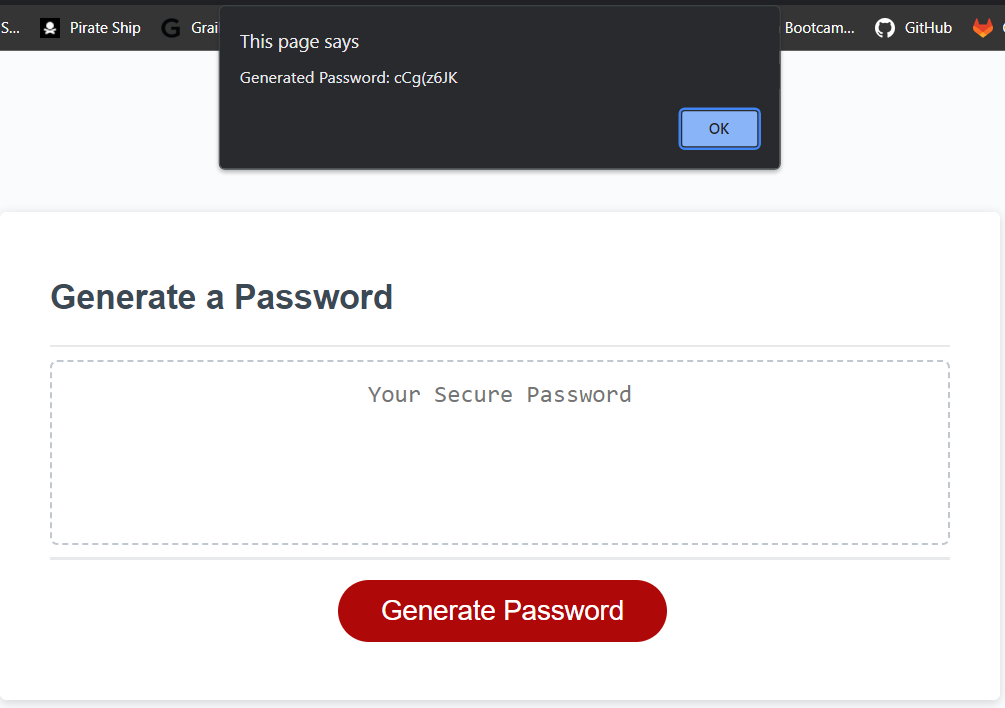 S... Pirate Ship Grai Bootcam... GitHub
This page says
Generated Password: cCg(z6JK
OK
Generate a Password
Your Secure Password
Generate Password